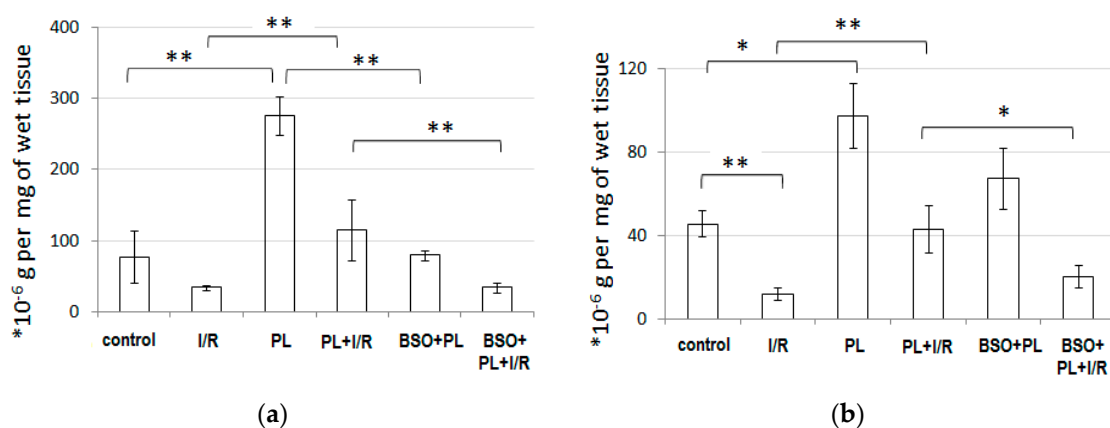 *10⁻⁶ g per mg of wet tissue
400
300
200
100
0
**
**
**
**
control
I/R
PL
PL+I/R
BSO+PL
BSO+
PL+I/R
(a)
*10⁻⁶ g per mg of wet tissue
120
80
40
0
**
*
*
**
control
I/R
PL
PL+I/R
BSO+PL
BSO+
PL+I/R
(b)